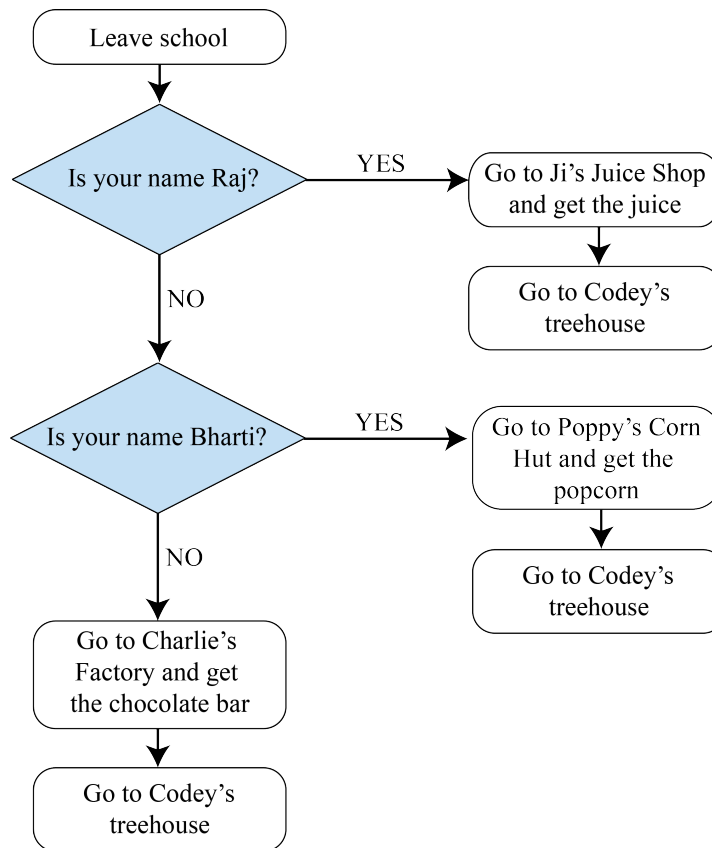 Leave school
Is your name Raj?
YES
Go to Ji’s Juice Shop
and get the juice
Go to Codey’s
treehouse
NO
Is your name Bharti?
YES
Go to Poppy’s Corn
Hut and get the
popcorn
Go to Codey’s
treehouse
NO
Go to Charlie’s
Factory and get
the chocolate bar
Go to Codey’s
treehouse